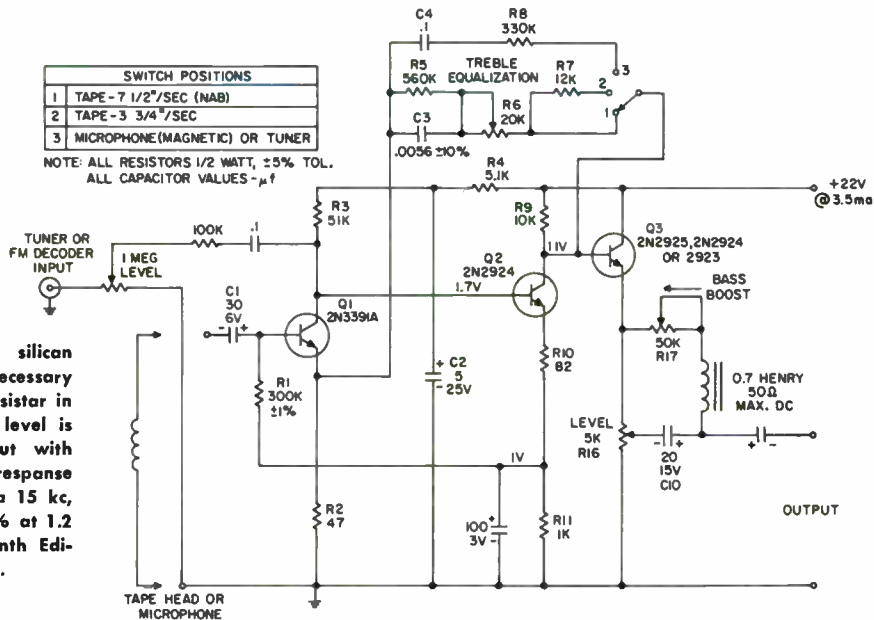 SWITCH POSITIONS
1 TAPE-7 1/2"/SEC (NAB)
2 TAPE-3 3/4"/SEC
3 MICROPHONE(MAGNETIC) OR TUNER
NOTE: ALL RESISTORS 1/2 WATT, ±5% TOL.
ALL CAPACITOR VALUES-μf
C4
.1
R8
330K
R5
560K
TREBLE
EQUALIZATION
R7
12K
3
2
1
R6
20K
C3
.0056 ±10%
R4
5.1K
+22V
@3.5ma
R3
51K
R9
10K
11V
Q3
2N2925, 2N2924
OR 2923
TUNER OR
FM DECODER
INPUT
100K
.1
1 MEG
LEVEL
Q2
2N2924
1.7V
BASS
BOOST
C1
30
6V
- +
Q1
2N3391A
50K
R17
R1
300K
±1%
+
C2
5
-25V
R10
82
0.7 HENRY
50Ω
MAX. DC
LEVEL
5K
R16
- +
20
15V
C10
+ -
1V
R2
47
100
3V
+
-
R11
1K
OUTPUT
TAPE HEAD OR
MICROPHONE
silican
ecessary
sistar in
level is
ut with
respanse
a 15 kc,
% at 1.2
nth Edi-
.